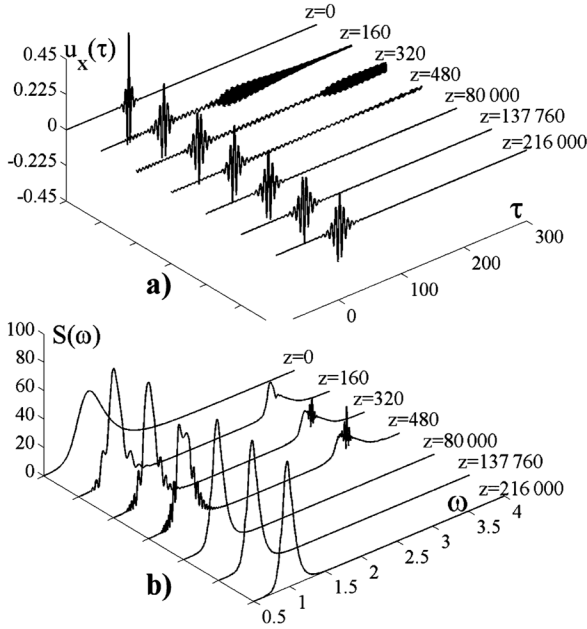 z=0
0.45 u_x(τ) z=160
0.225 z=320
0 z=480
z=80 000
-0.225 z=137 760
-0.45 z=216 000
τ
300
200
a) 100
0
100 S(ω)
80 z=0
60 z=160
40 z=320
20 z=480
0 z=80 000
z=137 760
ω z=216 000
4
3.5
3
2.5
2
b) 1.5
1
0.5